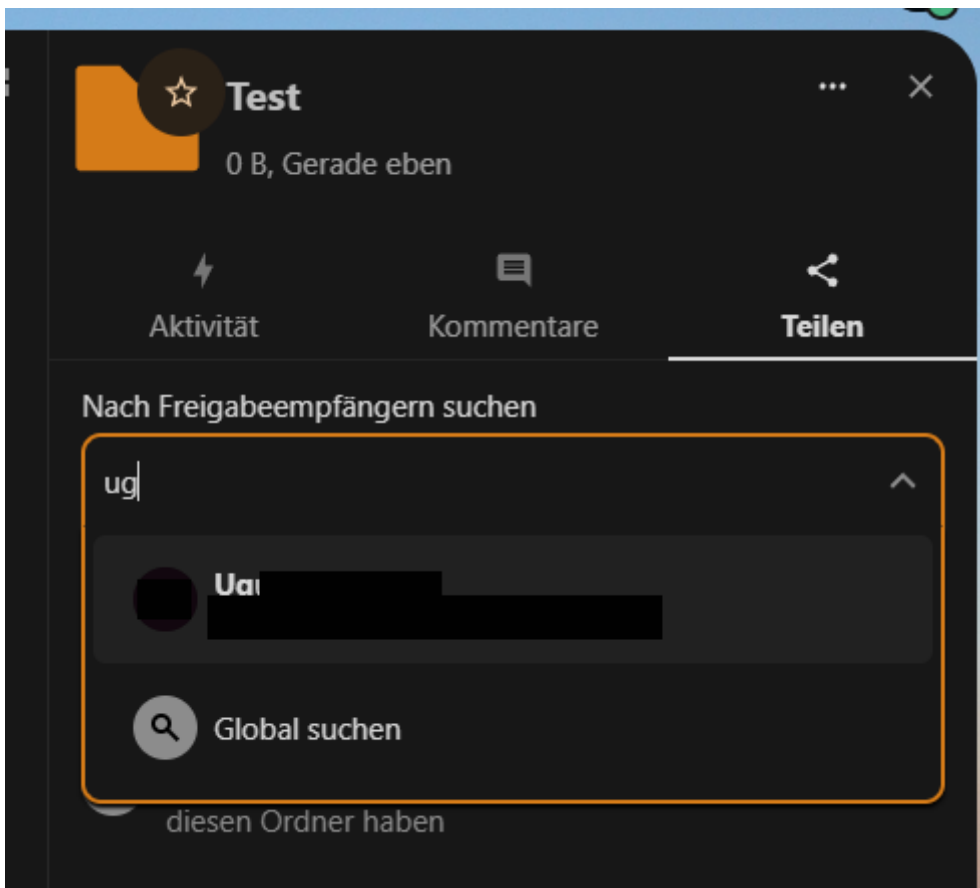 Test
0 B, Gerade eben
Aktivität
Kommentare
Teilen
Nach Freigabeempfängern suchen
ug
Global suchen
diesen Ordner haben